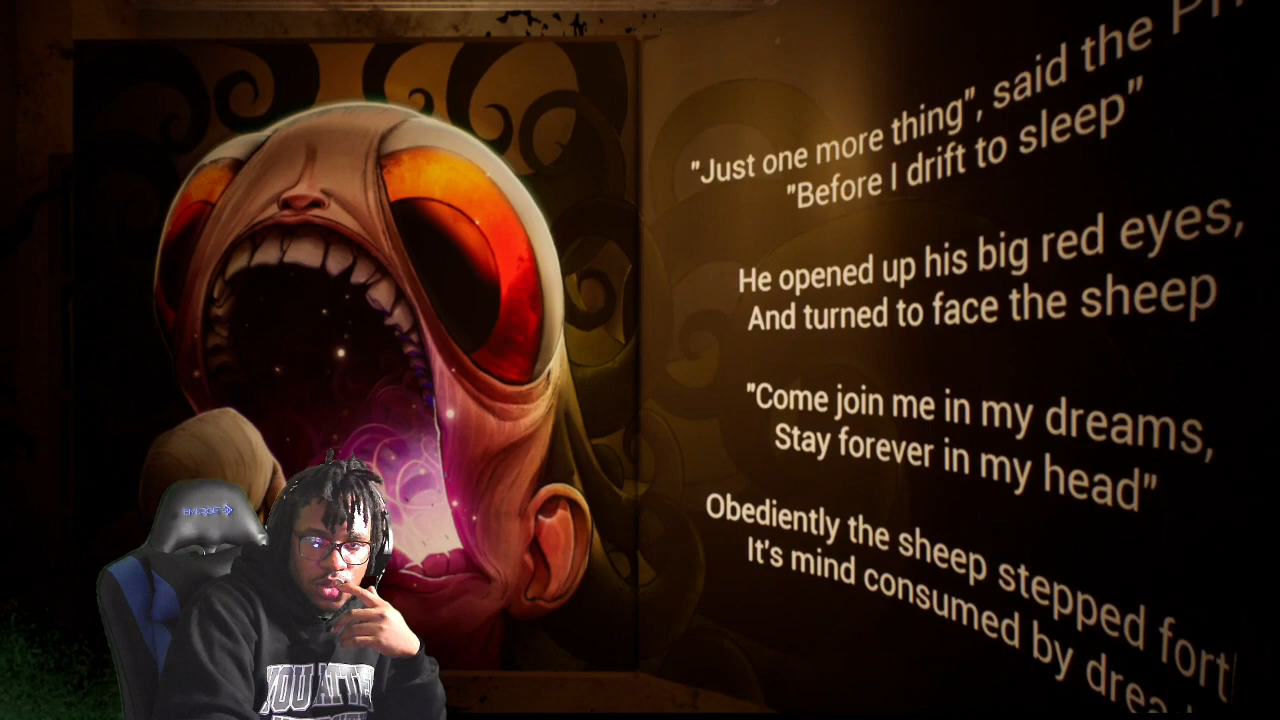 "Just one more thing", said the
"Before I drift to sleep"
He opened up his big red eyes,
And turned to face the sheep
"Come join me in my dreams,
Stay forever in my head"
Obediently the sheep stepped
It's mind consumed by
YOU